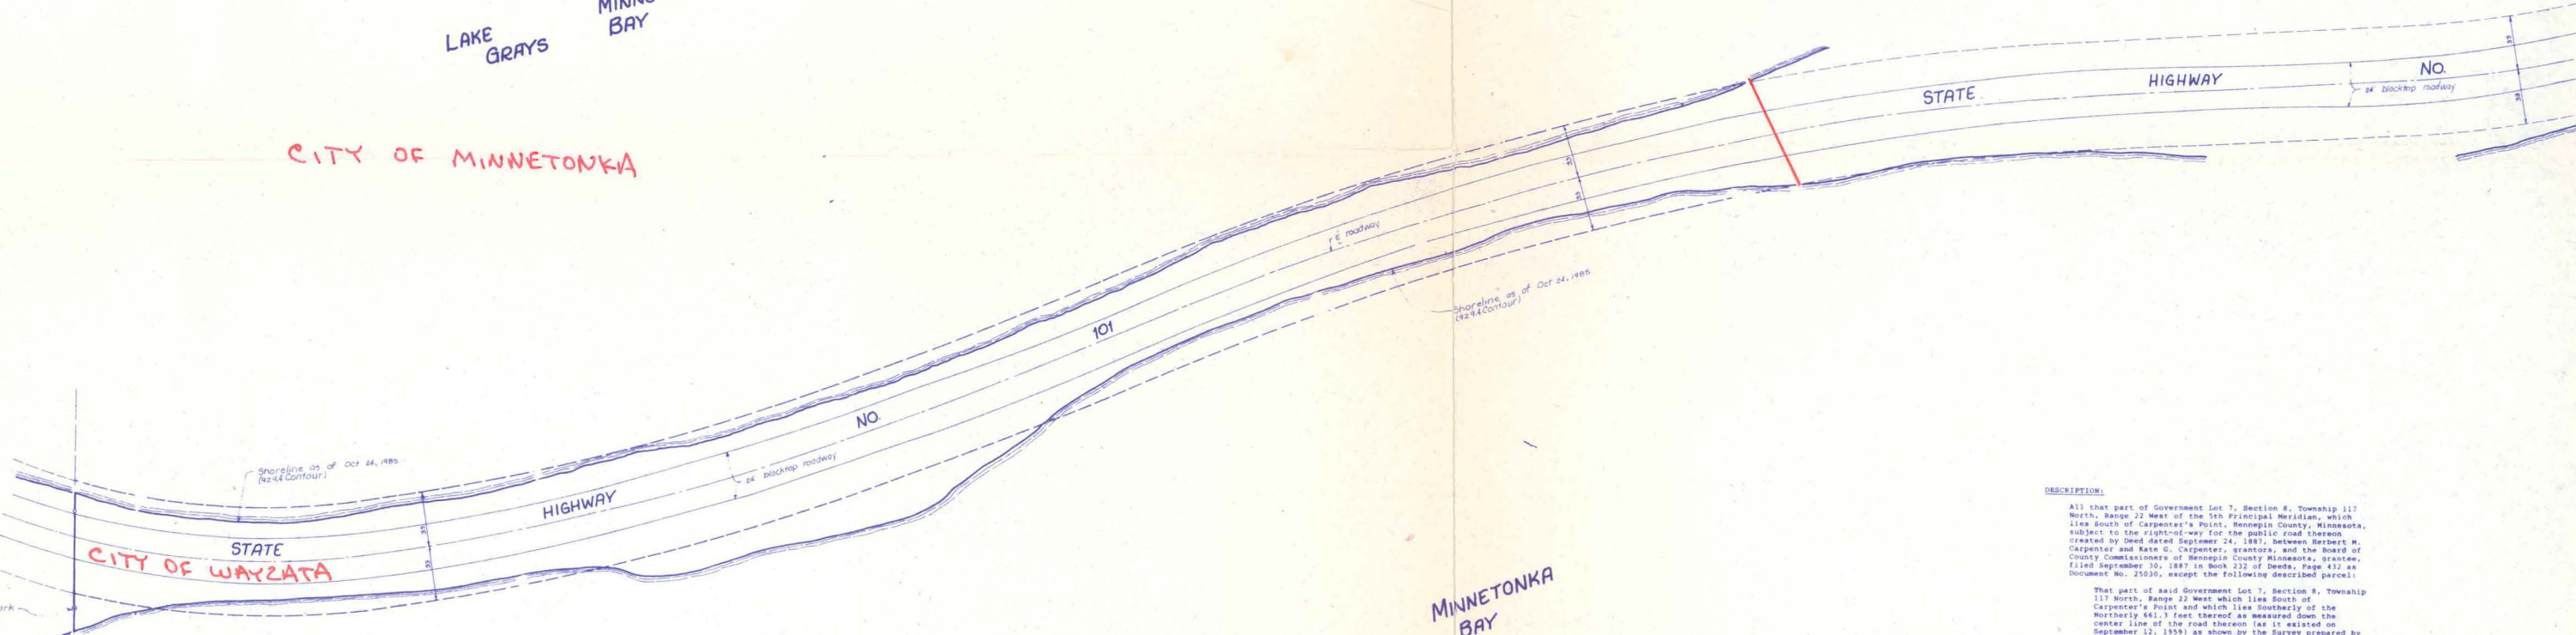 LAKE
GRAYS
BAY
CITY OF MINNETONKA
STATE
HIGHWAY
NO.
24' blacktop roadway
33
33
33
33
℄ roadway
Shoreline as of Oct 24, 1985
(929.4 Contour)
101
NO.
24' blacktop roadway
HIGHWAY
Shoreline as of Oct 24, 1985
(929.4 Contour)
33
33
STATE
CITY OF WAYZATA
MINNETONKA
BAY
DESCRIPTION:
All that part of Government Lot 7, Section 8, Township 117
North, Range 22 West of the 5th Principal Meridian, which
lies South of Carpenter's Point, Hennepin County, Minnesota,
subject to the right-of-way for the public road thereon
created by Deed dated Septemer 24, 1887, between Herbert M.
Carpenter and Kate G. Carpenter, grantors, and the Board of
County Commissioners of Hennepin County Minnesota, grantee,
filed September 30, 1887 in Book 232 of Deeds, Page 432 as
Document No. 25030, except the following described parcel:
That part of said Government Lot 7, Section 8, Township
117 North, Range 22 West which lies South of
Carpenter's Point and which lies Southerly of the
Northerly 661.3 feet thereof as measured down the
center line of the road thereon (as it existed on
September 12, 1959) as shown by the Survey prepared by